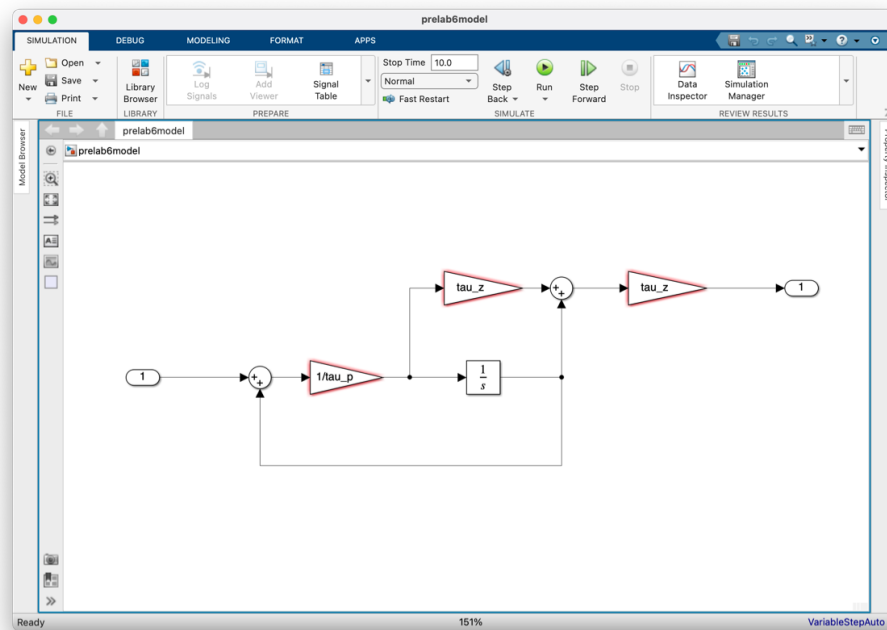 prelab6model
SIMULATION DEBUG MODELING FORMAT APPS
New
Open
Save
Print
FILE
Library Browser
LIBRARY
Log Signals
Add Viewer
Signal Table
PREPARE
Stop Time 10.0
Normal
Fast Restart
Step Back
Run
Step Forward
Stop
SIMULATE
Data Inspector
Simulation Manager
REVIEW RESULTS
Model Browser
prelab6model
prelab6model
tau_z
++
tau_z
1
1
++
1/tau_p
1
s
Ready 151% VariableStepAuto